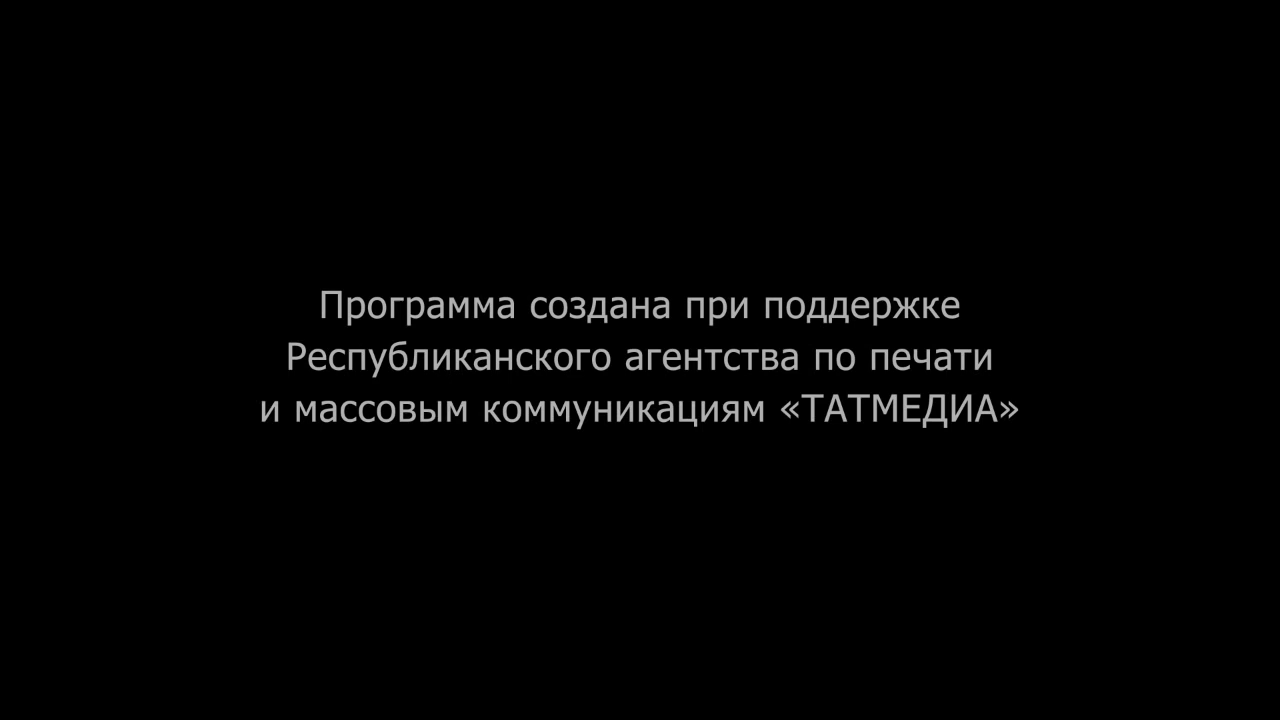 Программа создана при поддержке
Республиканского агентства по печати
и массовым коммуникациям «ТАТМЕДИА»